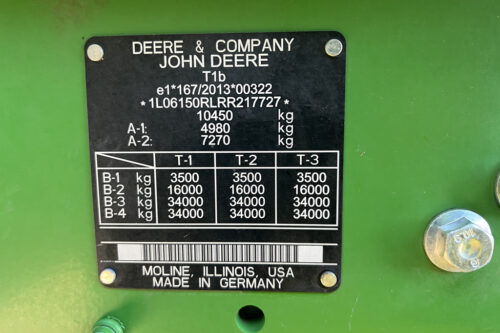 DEERE & COMPANY
JOHN DEERE
T1b
e1*167/2013*00322
*1L06150RLRR217727*
10450 kg
A-1: 4980 kg
A-2: 7270 kg
T-1 T-2 T-3
B-1 kg 3500 3500 3500
B-2 kg 16000 16000 16000
B-3 kg 34000 34000 34000
B-4 kg 34000 34000 34000
MOLINE, ILLINOIS, USA
MADE IN GERMANY